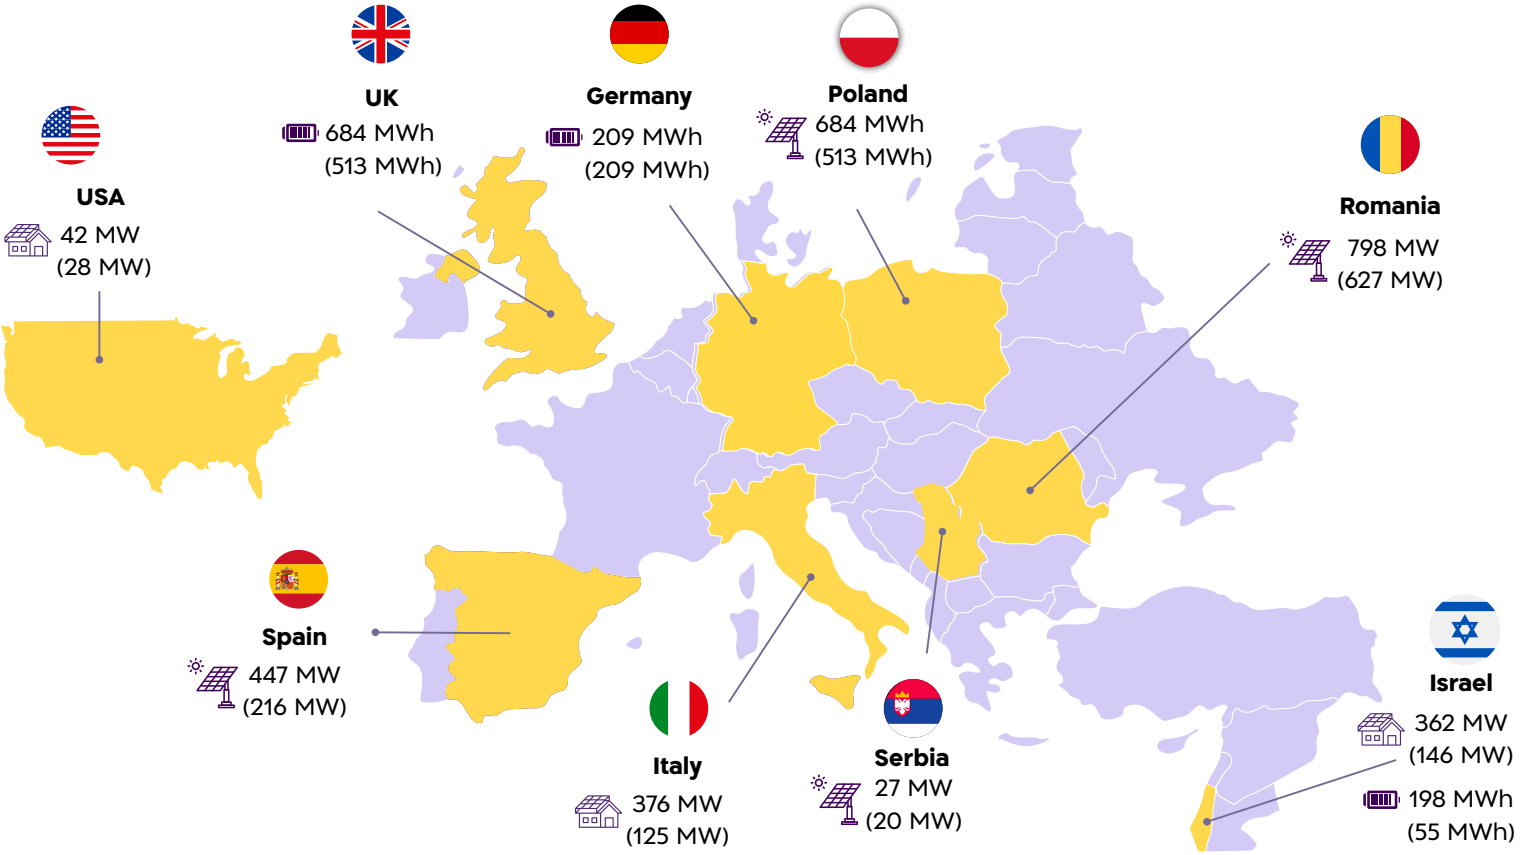 UK
684 MWh
(513 MWh)
Germany
209 MWh
(209 MWh)
Poland
684 MWh
(513 MWh)
USA
42 MW
(28 MW)
Romania
798 MW
(627 MW)
Spain
447 MW
(216 MW)
Italy
376 MW
(125 MW)
Serbia
27 MW
(20 MW)
Israel
362 MW
(146 MW)
198 MWh
(55 MWh)